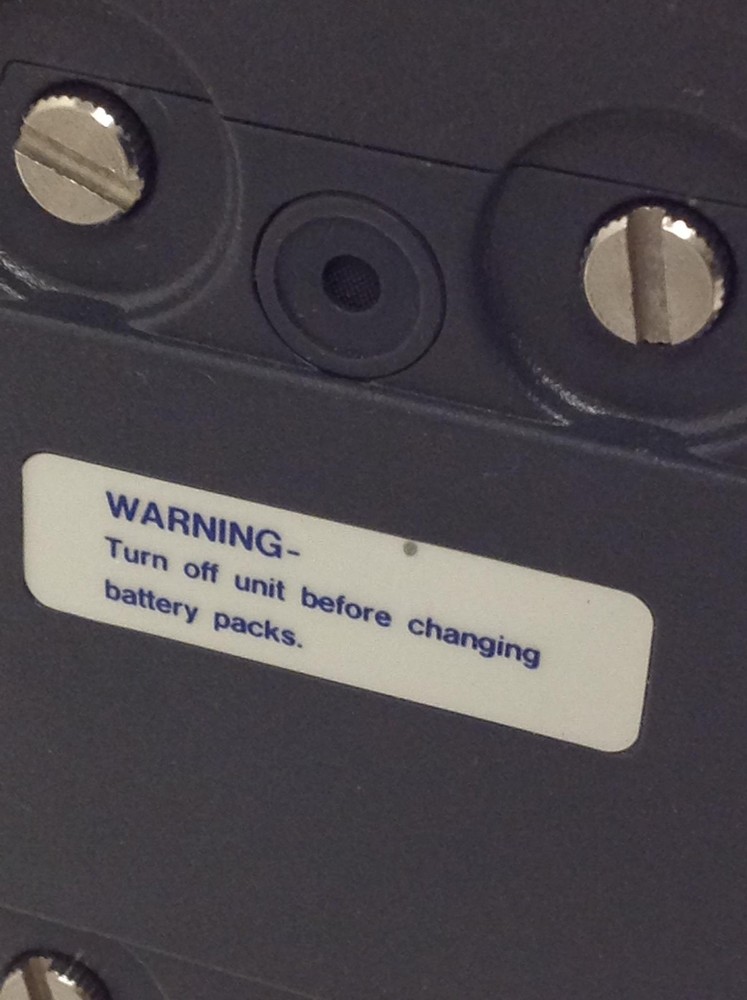 WARNING-
Turn off unit before changing
battery packs.